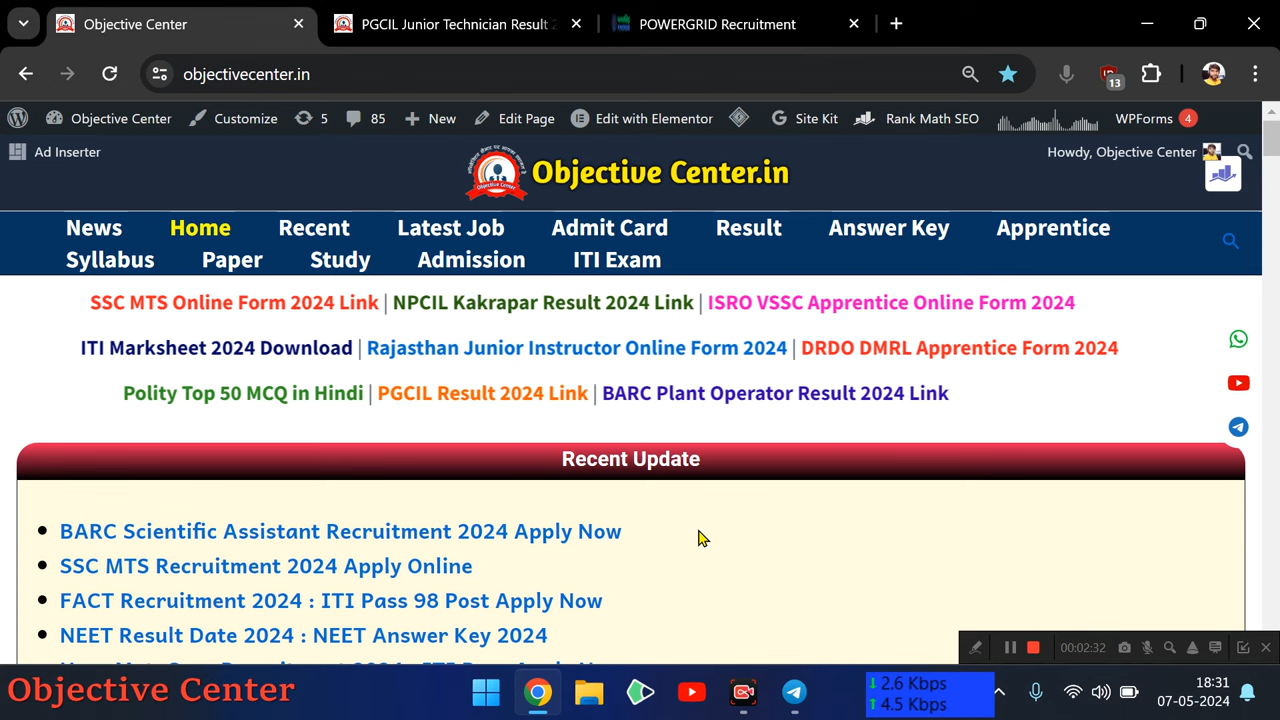 Objective Center
PGCIL Junior Technician Result
POWERGRID Recruitment
objectivecenter.in
13
Objective Center
Customize
5
85
New
Edit Page
Edit with Elementor
Site Kit
Rank Math SEO
WPForms 4
Ad Inserter
Objective Center.in
Howdy, Objective Center
News Home Recent Latest Job Admit Card Result Answer Key Apprentice
Syllabus Paper Study Admission ITI Exam
SSC MTS Online Form 2024 Link | NPCIL Kakrapar Result 2024 Link | ISRO VSSC Apprentice Online Form 2024
ITI Marksheet 2024 Download | Rajasthan Junior Instructor Online Form 2024 | DRDO DMRL Apprentice Form 2024
Polity Top 50 MCQ in Hindi | PGCIL Result 2024 Link | BARC Plant Operator Result 2024 Link
Recent Update
BARC Scientific Assistant Recruitment 2024 Apply Now
SSC MTS Recruitment 2024 Apply Online
FACT Recruitment 2024 : ITI Pass 98 Post Apply Now
NEET Result Date 2024 : NEET Answer Key 2024
00:02:32
Objective Center
2.6 Kbps
4.5 Kbps
18:31
07-05-2024